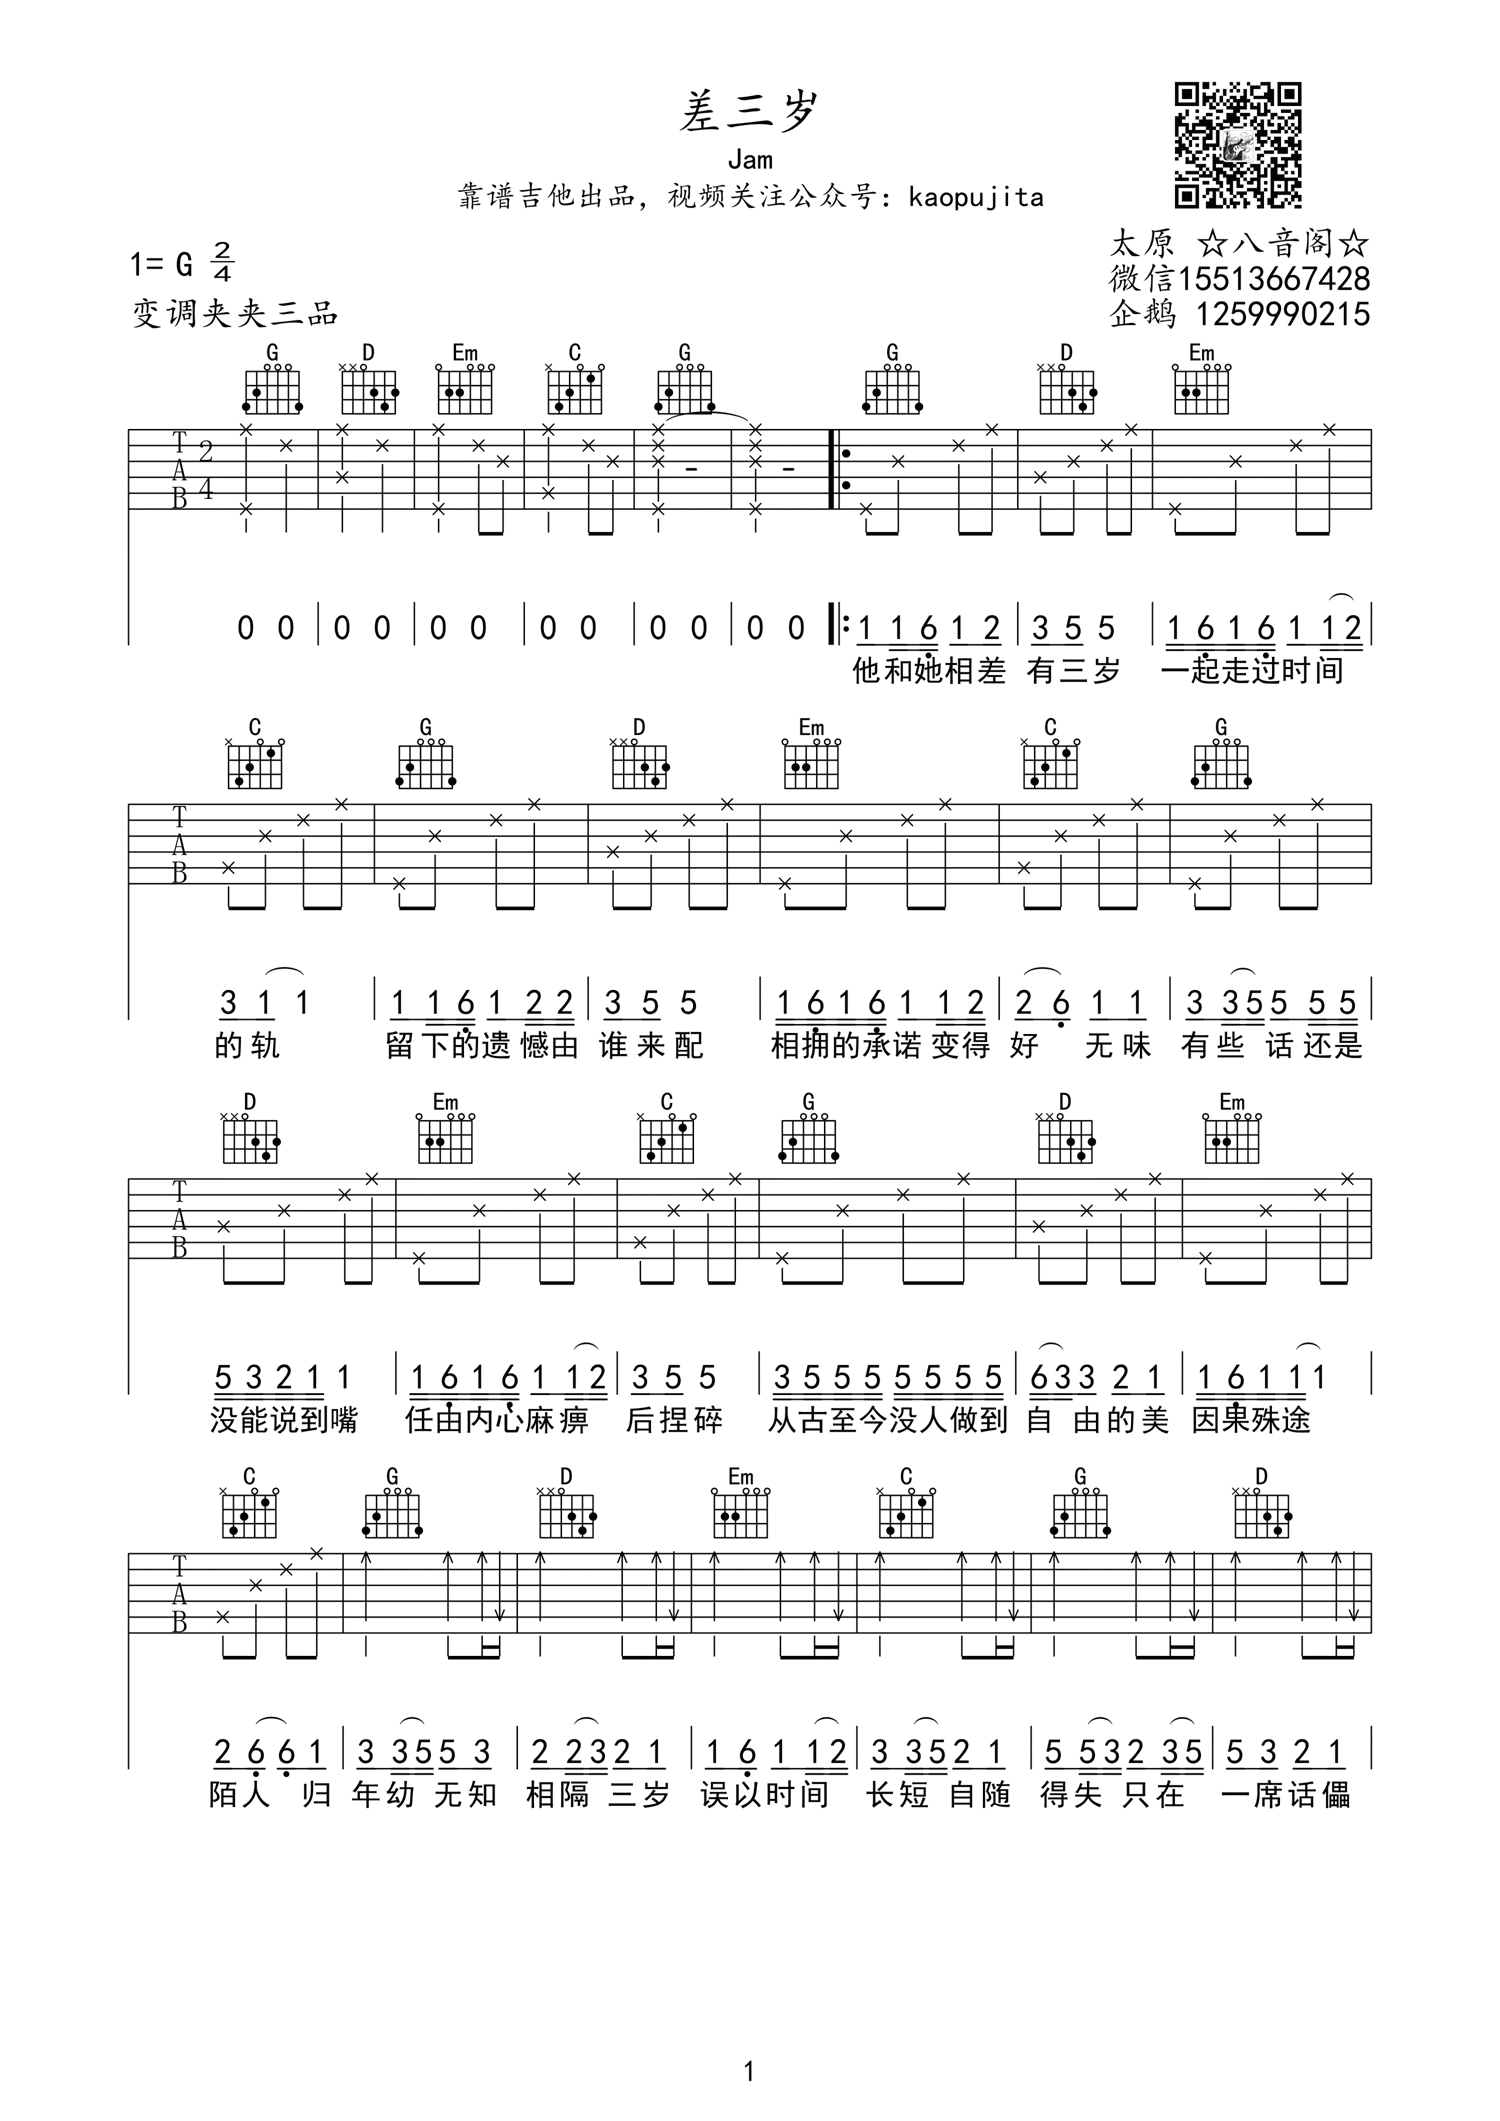 差三岁
Jam
靠谱吉他出品，视频关注公众号：kaopujita
太原 ☆八音阁☆
微信15513667428
企鹅 1259990215
1= G 2/4
变调夹夹三品
G D Em C G G D Em
T A B 2 4
0 0 | 0 0 | 0 0 | 0 0 | 0 0 | 0 0 |: 1 1 6 1 2 | 3 5 5 | 1 6 1 6 1 1 2 |
他和她相差 有三岁 一起走过时间
C G D Em C G
T A B
3 1 1 | 1 1 6 1 2 2 | 3 5 5 | 1 6 1 6 1 1 2 | 2 6 1 1 | 3 3 5 5 5 5 |
的轨 留下的遗憾由 谁来配 相拥的承诺变得 好 无味 有些 话还是
D Em C G D Em
T A B
5 3 2 1 1 | 1 6 1 6 1 1 2 | 3 5 5 | 3 5 5 5 5 5 5 5 | 6 3 3 2 1 | 1 6 1 1 1 |
没能说到嘴 任由内心麻痹 后捏碎 从古至今没人做到 自 由的美 因果殊途
C G D Em C G D
T A B
2 6 6 1 | 3 3 5 5 3 | 2 2 3 2 1 | 1 6 1 1 2 | 3 3 5 2 1 | 5 5 3 2 3 5 | 5 3 2 1 |
陌人 归 年幼 无知 相隔 三岁 误以时间 长短 自随 得失 只在 一席话儡
1